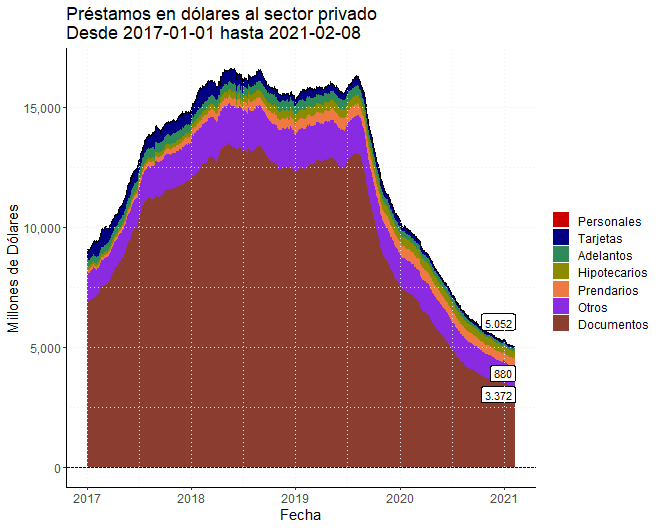 Préstamos en dólares al sector privado
Desde 2017-01-01 hasta 2021-02-08
Millones de Dólares
15,000
10,000
5,000
0
2017
2018
2019
2020
2021
Fecha
5.052
880
3.372
Personales
Tarjetas
Adelantos
Hipotecarios
Prendarios
Otros
Documentos